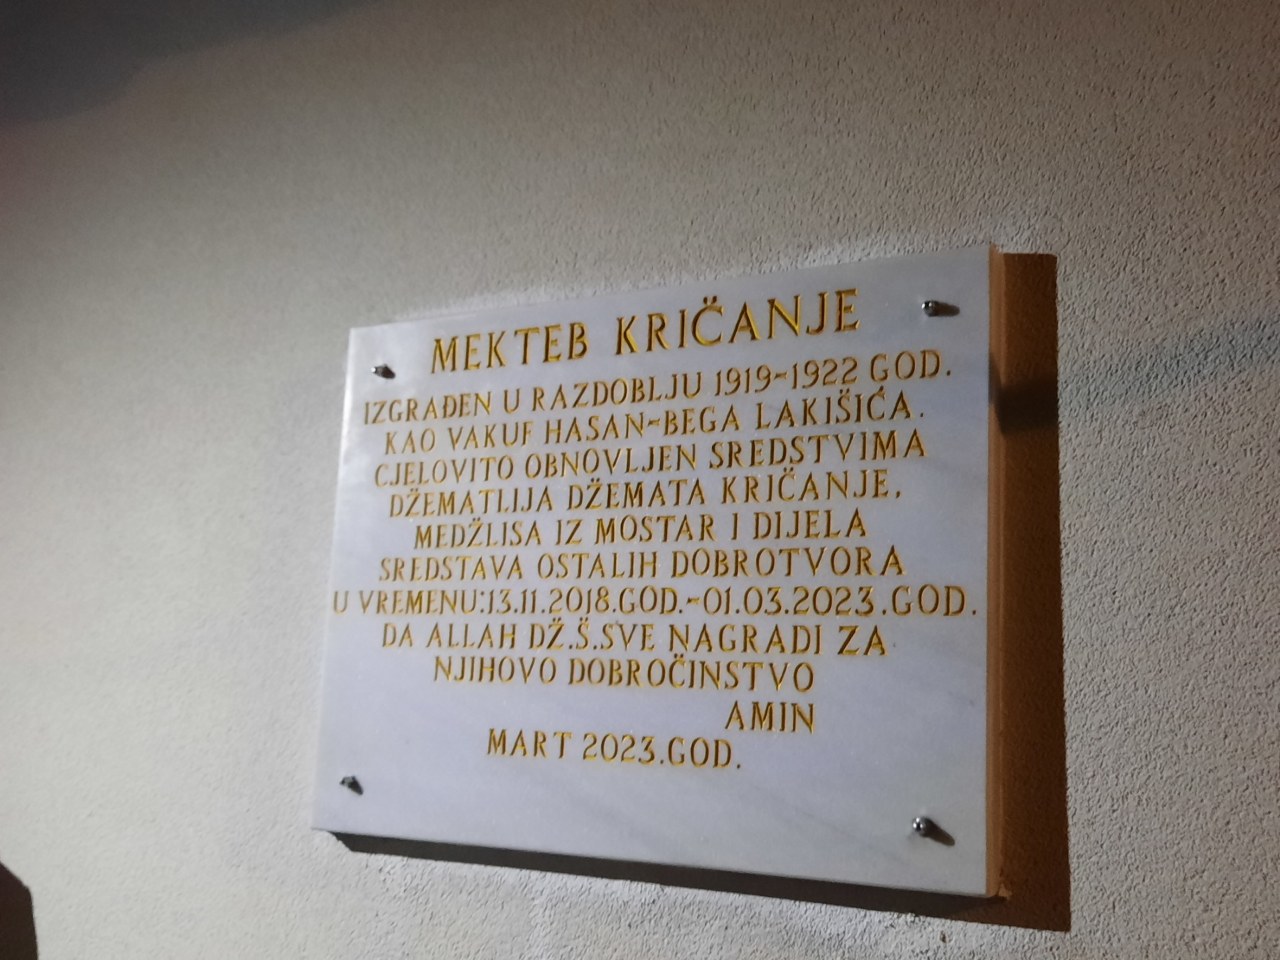 MEKTEB KRIČANJE
IZGRAĐEN U RAZDOBLJU 1919-1922 GOD.
KAO VAKUF HASAN-BEGA LAKIŠIĆA.
CJELOVITO OBNOVLJEN SREDSTVIMA
DŽEMATLIJA DŽEMATA KRIČANJE,
MEDŽLISA IZ MOSTAR I DIJELA
SREDSTAVA OSTALIH DOBROTVORA
U VREMENU:13.11.2018.GOD.-01.03.2023.GOD.
DA ALLAH DŽ.Š.SVE NAGRADI ZA
NJIHOVO DOBROČINSTVO
AMIN
MART 2023.GOD.